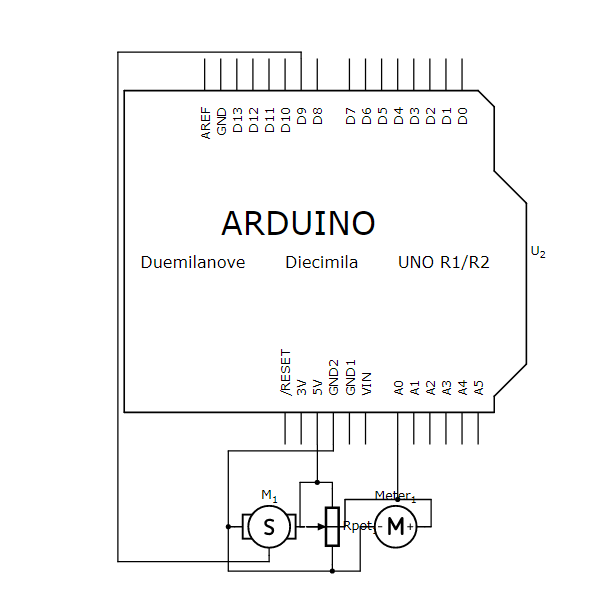 AREF
GND
D13
D12
D11
D10
D9
D8
D7
D6
D5
D4
D3
D2
D1
D0
ARDUINO
Duemilanove Diecimila UNO R1/R2
U2
/RESET
3V
5V
GND2
GND1
VIN
A0
A1
A2
A3
A4
A5
M1
Meter1
S
Rpot
- M +